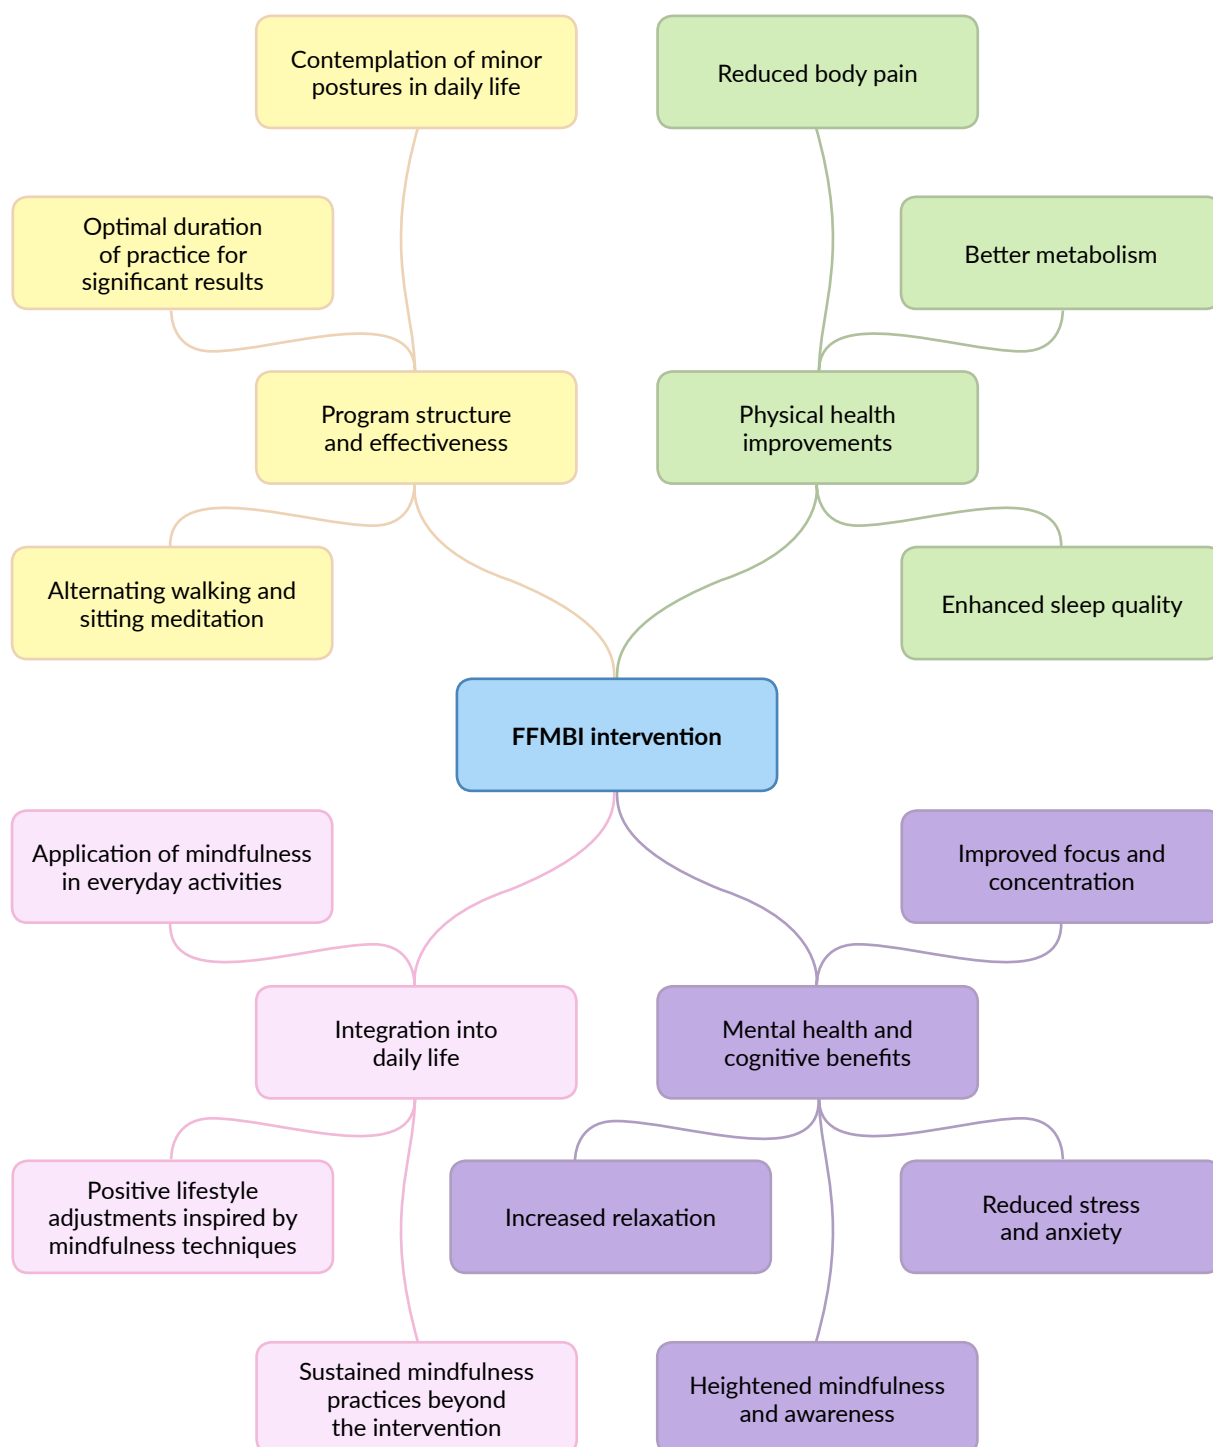 Contemplation of minor
postures in daily life
Reduced body pain
Optimal duration
of practice for
significant results
Better metabolism
Program structure
and effectiveness
Physical health
improvements
Alternating walking and
sitting meditation
Enhanced sleep quality
FFMBI intervention
Application of mindfulness
in everyday activities
Improved focus and
concentration
Integration into
daily life
Mental health and
cognitive benefits
Positive lifestyle
adjustments inspired by
mindfulness techniques
Increased relaxation
Reduced stress
and anxiety
Sustained mindfulness
practices beyond
the intervention
Heightened mindfulness
and awareness